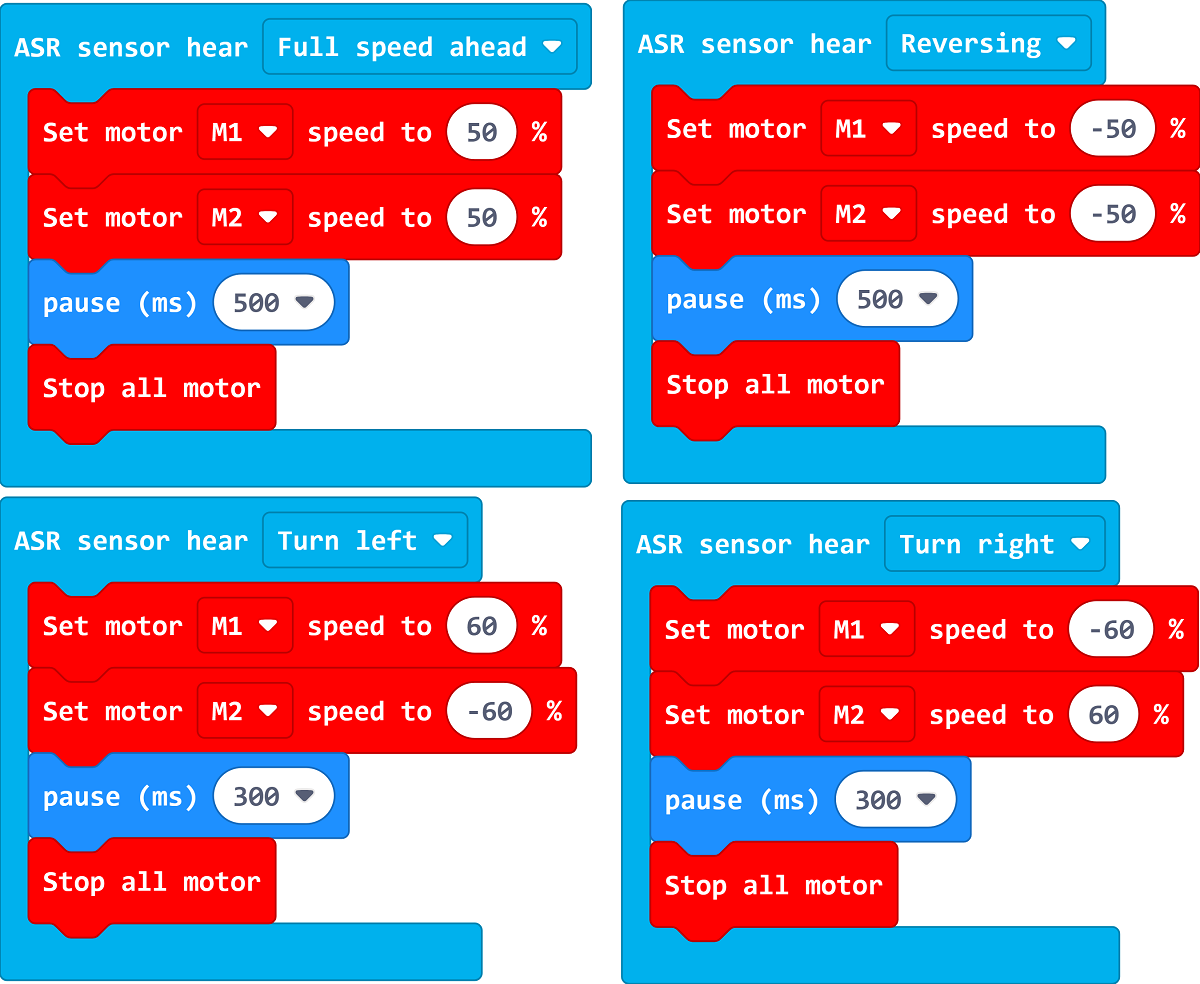 ASR sensor hear Full speed ahead
Set motor M1 speed to 50 %
Set motor M2 speed to 50 %
pause (ms) 500
Stop all motor
ASR sensor hear Reversing
Set motor M1 speed to -50 %
Set motor M2 speed to -50 %
pause (ms) 500
Stop all motor
ASR sensor hear Turn left
Set motor M1 speed to 60 %
Set motor M2 speed to -60 %
pause (ms) 300
Stop all motor
ASR sensor hear Turn right
Set motor M1 speed to -60 %
Set motor M2 speed to 60 %
pause (ms) 300
Stop all motor